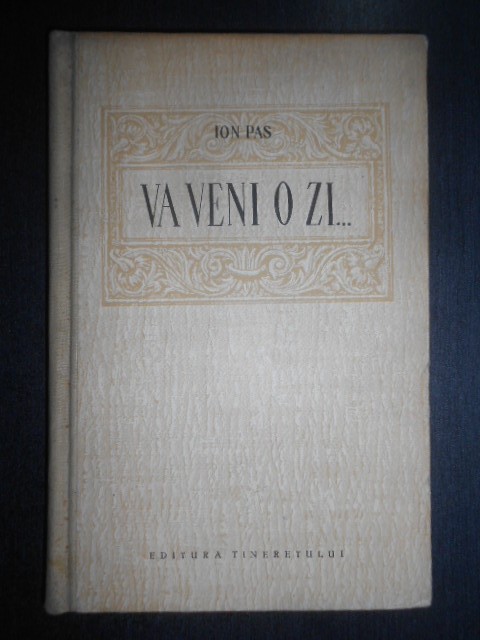 ION PAS
VA VENI O ZI...
EDITURA TINERETULUI